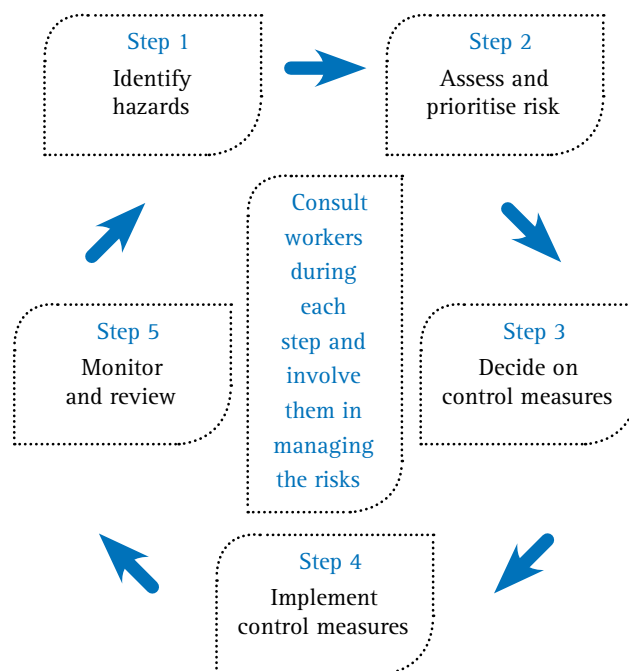 Step 1
Identify
hazards
Step 2
Assess and
prioritise risk
Consult
workers
during
each
step and
involve
them in
managing
the risks
Step 3
Decide on
control measures
Step 4
Implement
control measures
Step 5
Monitor
and review